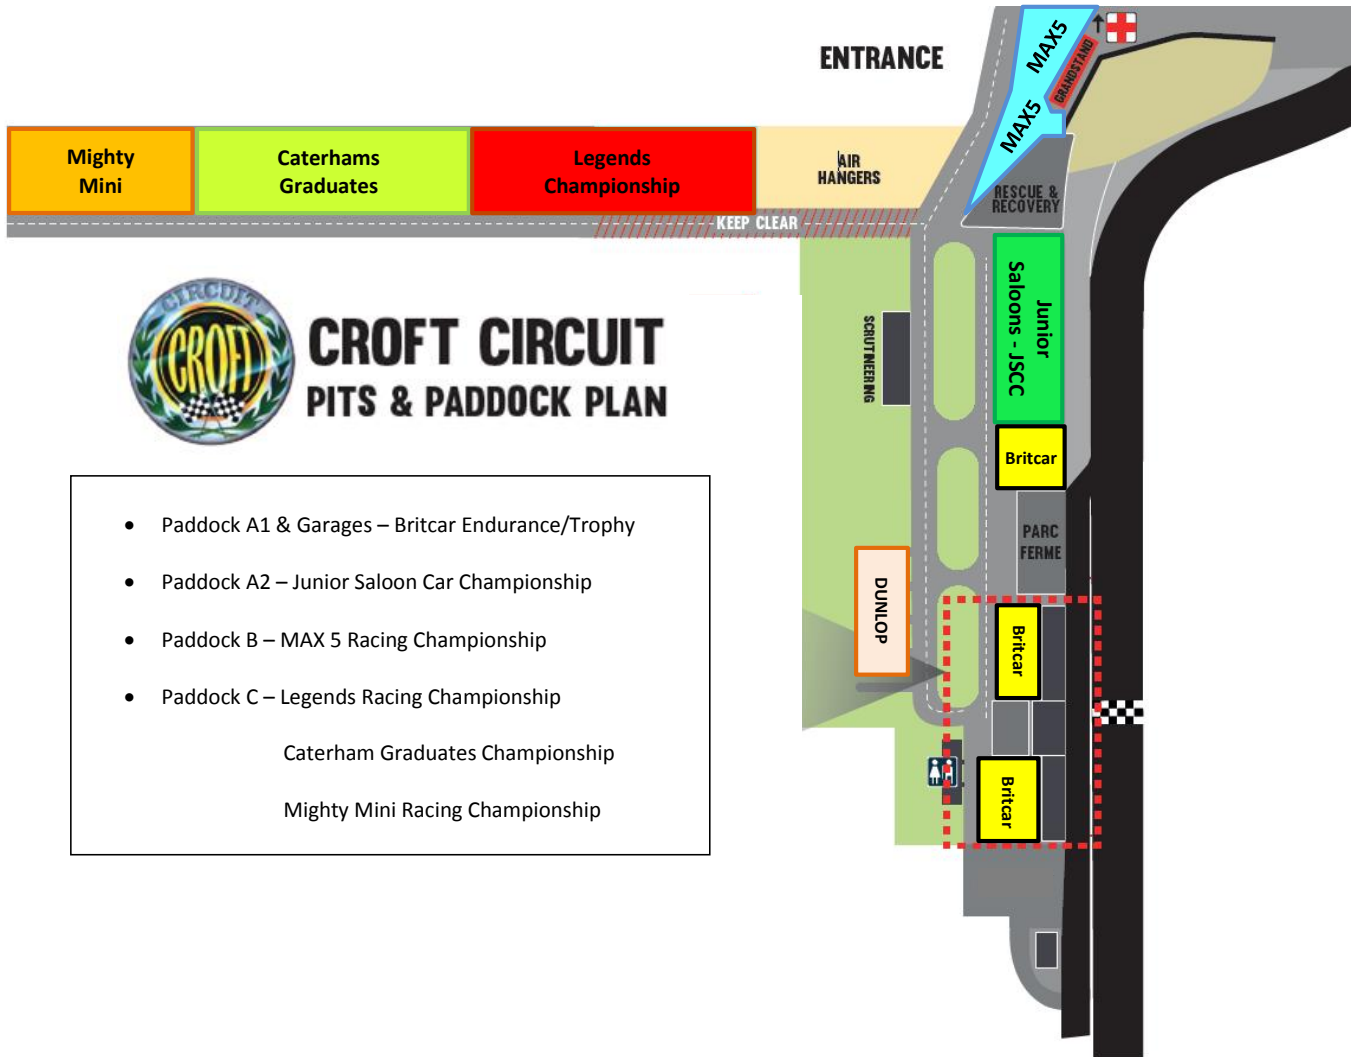 ENTRANCE
MAX5
MAX5
GRANDSTAND
Mighty
Mini
Caterhams
Graduates
Legends
Championship
AIR
HANGERS
RESCUE &
RECOVERY
KEEP CLEAR
Junior
Saloons - JSCC
SCRUTINEERING
CIRCUIT
CROFT
CROFT CIRCUIT
PITS & PADDOCK PLAN
Britcar
PARC
FERME
DUNLOP
Britcar
Britcar
• Paddock A1 & Garages – Britcar Endurance/Trophy
• Paddock A2 – Junior Saloon Car Championship
• Paddock B – MAX 5 Racing Championship
• Paddock C – Legends Racing Championship
Caterham Graduates Championship
Mighty Mini Racing Championship